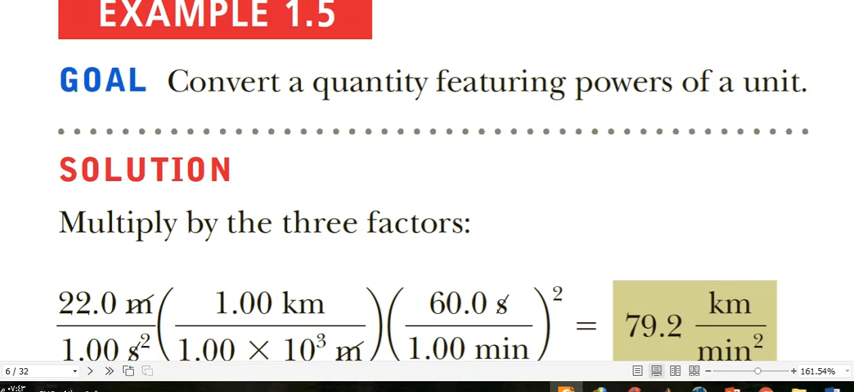 EXAMPLE 1.5
GOAL Convert a quantity featuring powers of a unit.
SOLUTION
Multiply by the three factors:
22.0 m / 1.00 s² (1.00 km / 1.00 × 10³ m) (60.0 s / 1.00 min)² = 79.2 km / min²
6 / 32
161.54%